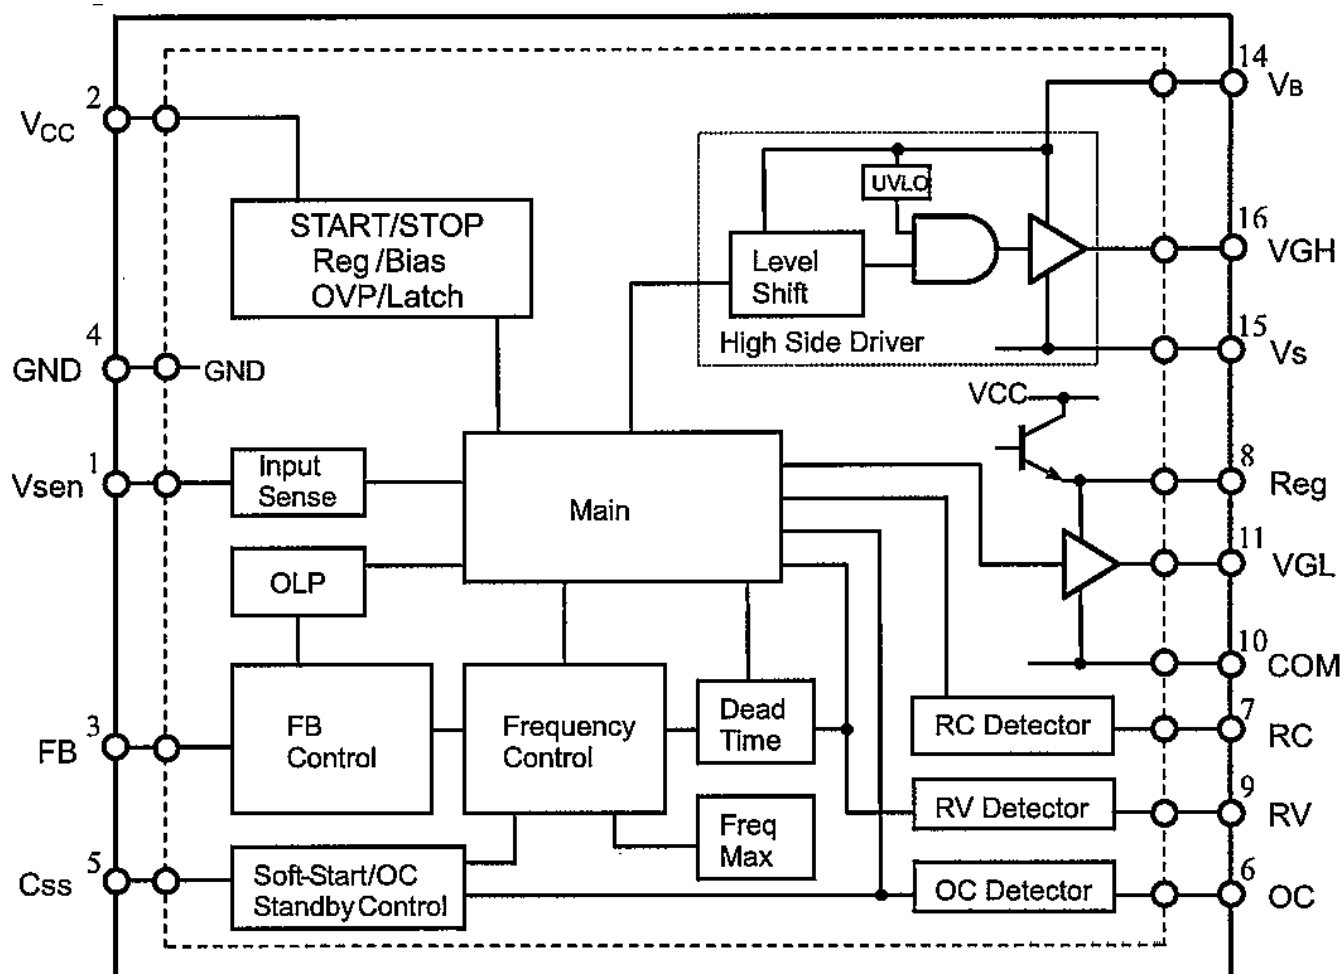 2
VCC
14
VB
START/STOP
Reg/Bias
OVP/Latch
UVLO
Level
Shift
High Side Driver
16
VGH
15
Vs
4
GND
GND
VCC
1
Vsen
Input
Sense
Main
8
Reg
OLP
11
VGL
10
COM
3
FB
FB
Control
Frequency
Control
Dead
Time
RC Detector
7
RC
Freq
Max
RV Detector
9
RV
5
Css
Soft-Start/OC
Standby Control
OC Detector
6
OC